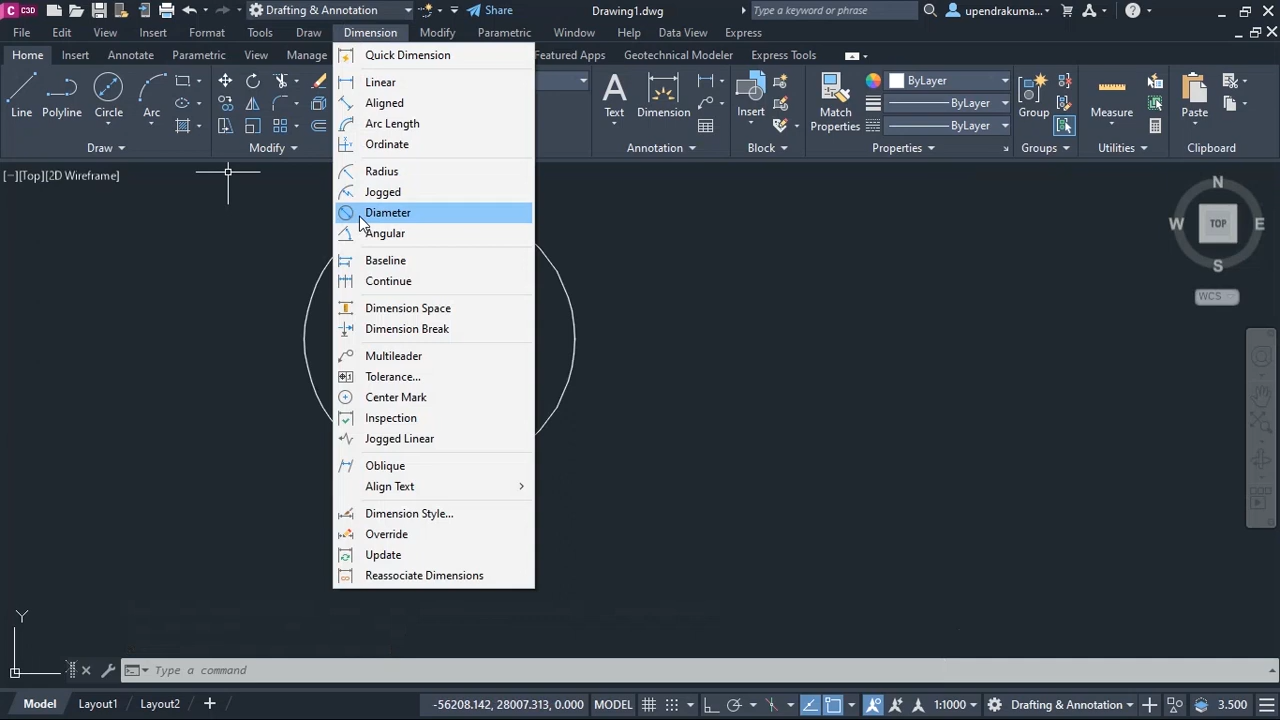 C3D
Drafting & Annotation
Share
Drawing1.dwg
Type a keyword or phrase
upendrakuma...
File Edit View Insert Format Tools Draw Dimension Modify Parametric Window Help Data View Express
Home Insert Annotate Parametric Featured Apps Geotechnical Modeler Express Tools
Line Polyline Circle Arc
Text Dimension
Insert
Match
Properties
ByLayer
ByLayer
ByLayer
Group
Measure
Paste
Draw Modify Annotation Block Properties Groups Utilities Clipboard
Quick Dimension
Linear
Aligned
Arc Length
Ordinate
Radius
Jogged
Diameter
Angular
Baseline
Continue
Dimension Space
Dimension Break
Multileader
Tolerance...
Center Mark
Inspection
Jogged Linear
Oblique
Align Text
Dimension Style...
Override
Update
Reassociate Dimensions
[−][Top][2D Wireframe]
N
W TOP E
S
WCS
Y
Type a command
Model Layout1 Layout2
-56208.142, 28007.313, 0.000 MODEL 1:1000 Drafting & Annotation 3.500